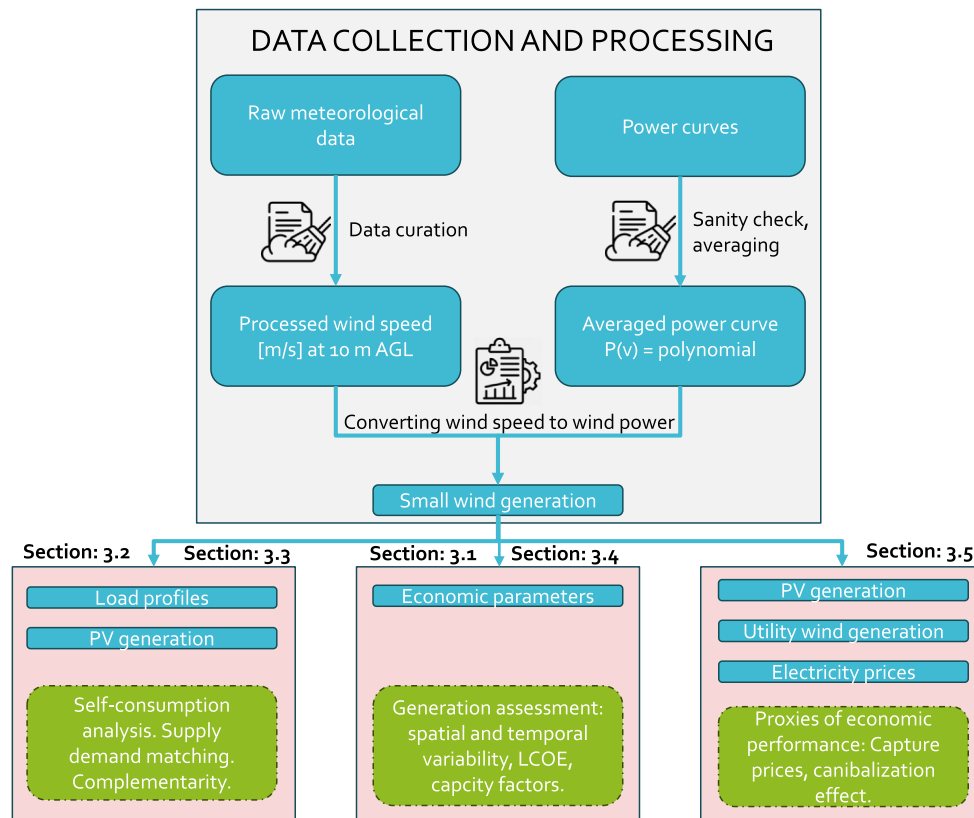 DATA COLLECTION AND PROCESSING
Raw meteorological
data
Power curves
Data curation
Sanity check,
averaging
Processed wind speed
[m/s] at 10 m AGL
Averaged power curve
P(v) = polynomial
Converting wind speed to wind power
Small wind generation
Section: 3.2
Section: 3.3
Section: 3.1
Section: 3.4
Section: 3.5
Load profiles
PV generation
Self-consumption
analysis. Supply
demand matching.
Complementarity.
Economic parameters
Generation assessment:
spatial and temporal
variability, LCOE,
capcity factors.
PV generation
Utility wind generation
Electricity prices
Proxies of economic
performance: Capture
prices, canibalization
effect.